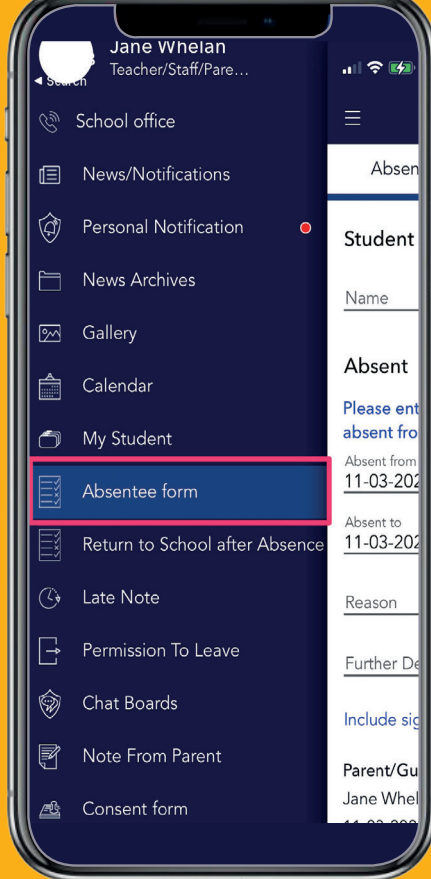 Jane Whelan
Teacher/Staff/Pare...
School office
News/Notifications
Personal Notification
News Archives
Gallery
Calendar
My Student
Absentee form
Return to School after Absence
Late Note
Permission To Leave
Chat Boards
Note From Parent
Consent form
Absen
Student
Name
Absent
Please ent
absent fro
Absent from
11-03-202
Absent to
11-03-202
Reason
Further De
Include sig
Parent/Gu
Jane Whel